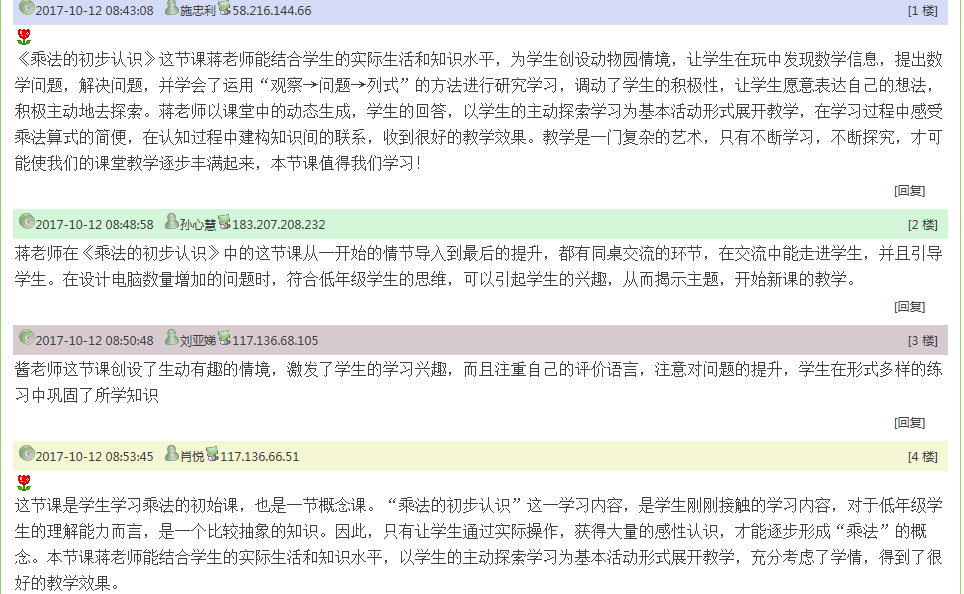 2017-10-12 08:43:08 施忠利 58.216.144.66 [1 楼]
《乘法的初步认识》这节课蒋老师能结合学生的实际生活和知识水平，为学生创设动物园情境，让学生在玩中发现数学信息，提出数
学问题，解决问题，并学会了运用“观察→问题→列式”的方法进行研究学习，调动了学生的积极性，让学生愿意表达自己的想法，
积极主动地去探索。蒋老师以课堂中的动态生成，学生的回答，以学生的主动探索学习为基本活动形式展开教学，在学习过程中感受
乘法算式的简便，在认知过程中建构知识间的联系，收到很好的教学效果。教学是一门复杂的艺术，只有不断学习，不断探究，才可
能使我们的课堂教学逐步丰满起来，本节课值得我们学习！
[回复]
2017-10-12 08:48:58 孙心慧 183.207.208.232 [2 楼]
蒋老师在《乘法的初步认识》中的这节课从一开始的情节导入到最后的提升，都有同桌交流的环节，在交流中能走进学生，并且引导
学生。在设计电脑数量增加的问题时，符合低年级学生的思维，可以引起学生的兴趣，从而揭示主题，开始新课的教学。
[回复]
2017-10-12 08:50:48 刘亚娣 117.136.68.105 [3 楼]
酱老师这节课创设了生动有趣的情境，激发了学生的学习兴趣，而且注重自己的评价语言，注意对问题的提升，学生在形式多样的练
习中巩固了所学知识
[回复]
2017-10-12 08:53:45 肖悦 117.136.66.51 [4 楼]
这节课是学生学习乘法的初始课，也是一节概念课。“乘法的初步认识”这一学习内容，是学生刚刚接触的学习内容，对于低年级学
生的理解能力而言，是一个比较抽象的知识。因此，只有让学生通过实际操作，获得大量的感性认识，才能逐步形成“乘法”的概
念。本节课蒋老师能结合学生的实际生活和知识水平，以学生的主动探索学习为基本活动形式展开教学，充分考虑了学情，得到了很
好的教学效果。